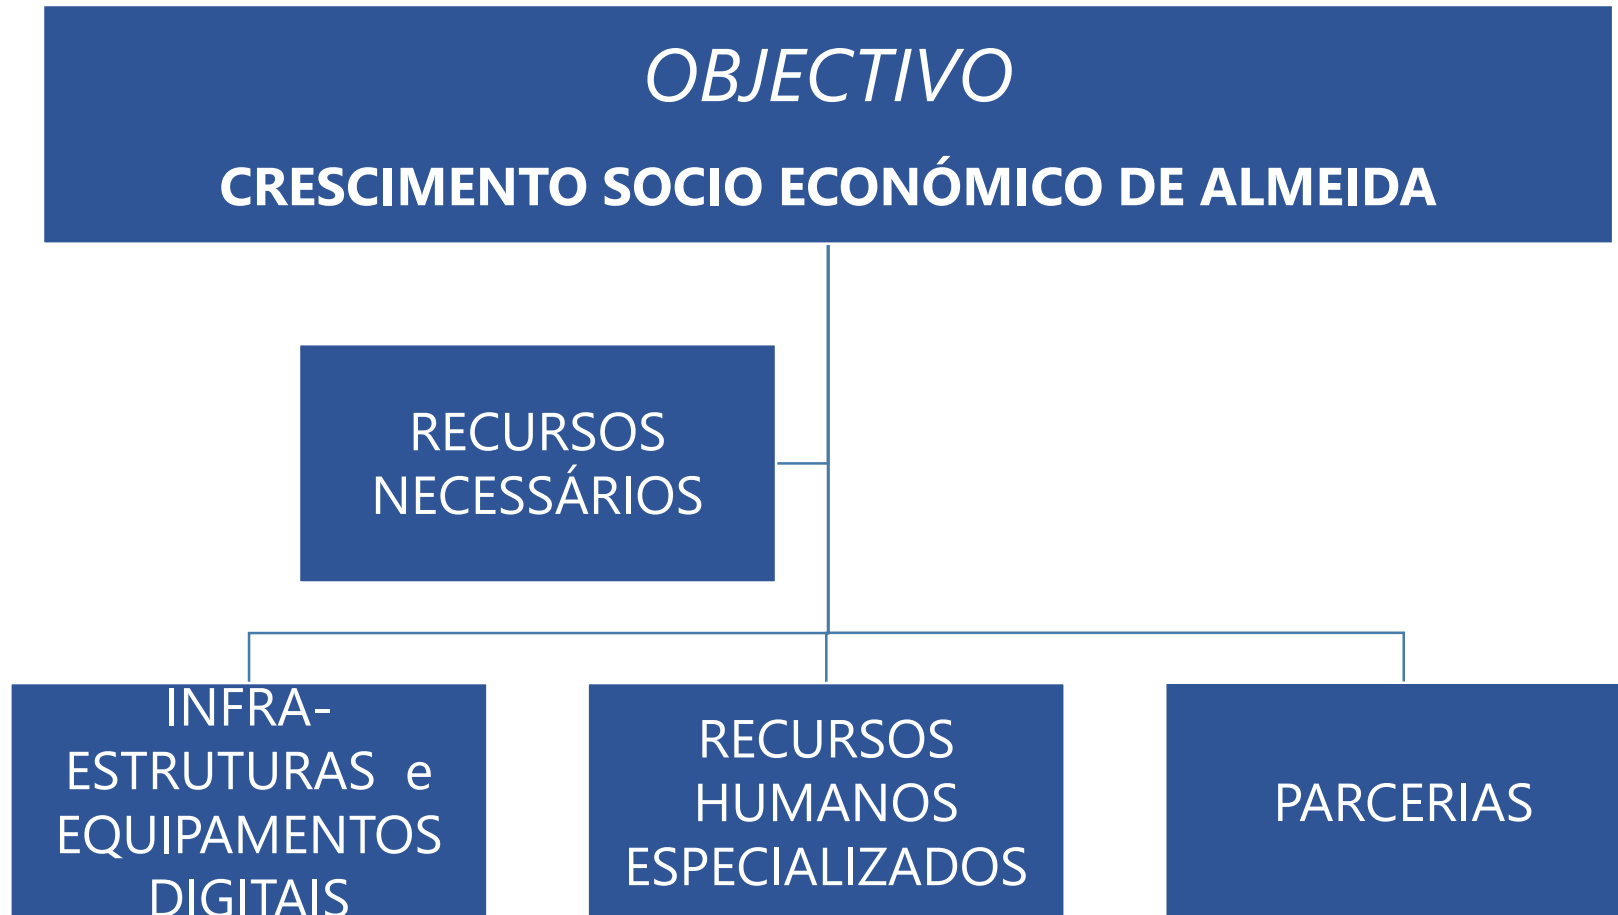 OBJECTIVO
CRESCIMENTO SOCIO ECONÓMICO DE ALMEIDA
RECURSOS
NECESSÁRIOS
INFRA-
ESTRUTURAS e
EQUIPAMENTOS
DIGITAIS
RECURSOS
HUMANOS
ESPECIALIZADOS
PARCERIAS